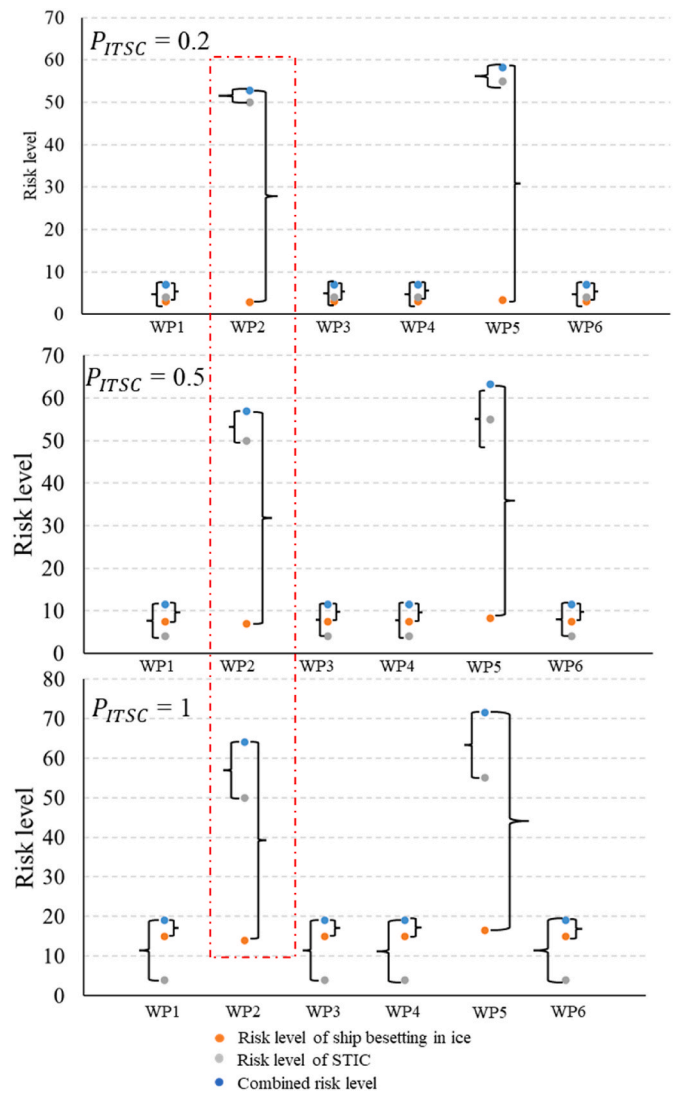 70
P_ITSC = 0.2
60
50
40
30
20
10
0
Risk level
WP1 WP2 WP3 WP4 WP5 WP6
70
P_ITSC = 0.5
60
50
40
30
20
10
0
Risk level
WP1 WP2 WP3 WP4 WP5 WP6
80
P_ITSC = 1
70
60
50
40
30
20
10
0
Risk level
WP1 WP2 WP3 WP4 WP5 WP6
Risk level of ship besetting in ice
Risk level of STIC
Combined risk level